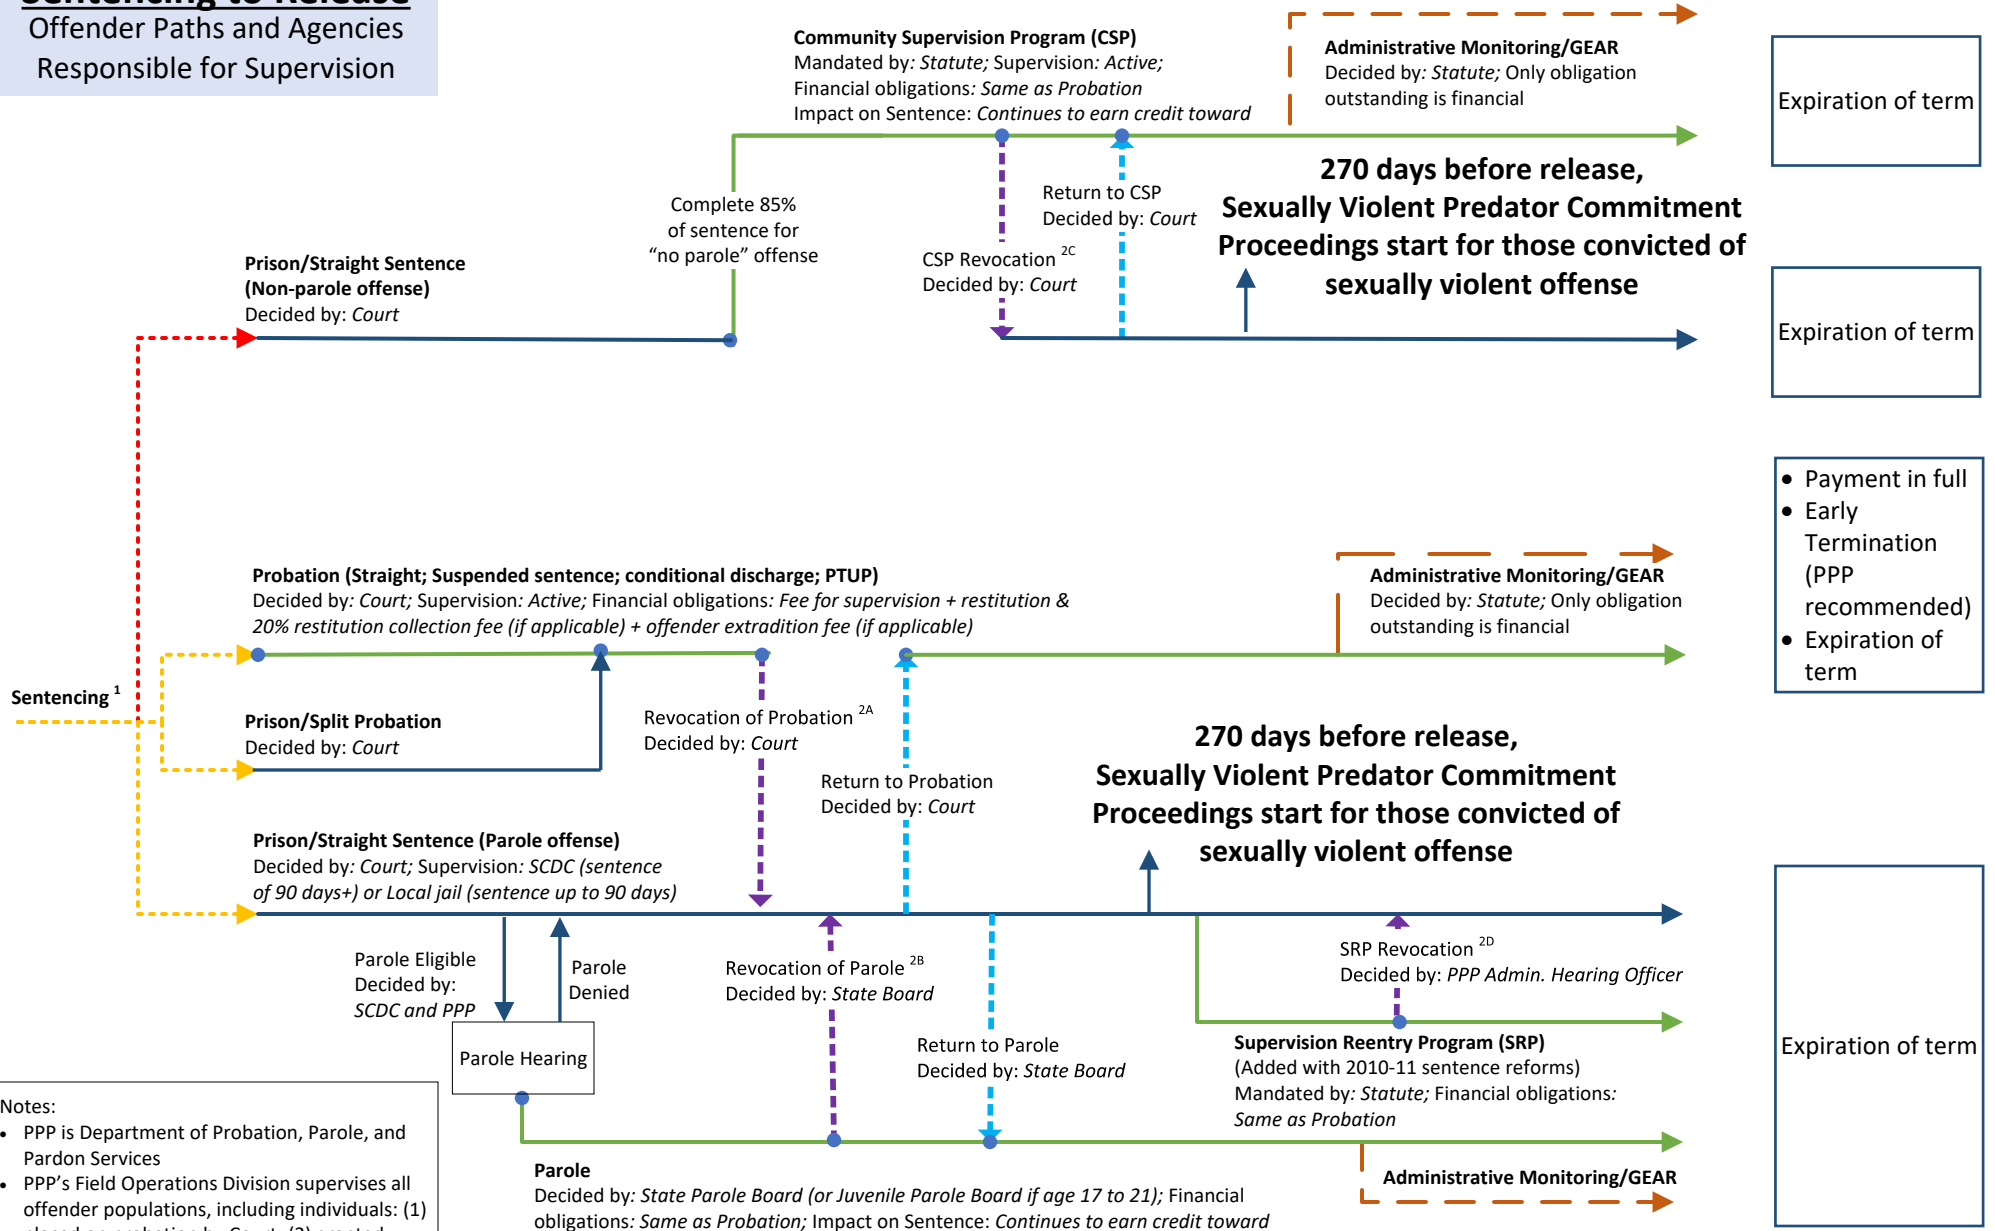 Sentencing to Release
Offender Paths and Agencies
Responsible for Supervision
Community Supervision Program (CSP)
Mandated by: Statute; Supervision: Active;
Financial obligations: Same as Probation
Impact on Sentence: Continues to earn credit toward
Administrative Monitoring/GEAR
Decided by: Statute; Only obligation
outstanding is financial
Expiration of term
Complete 85%
of sentence for
“no parole” offense
Return to CSP
Decided by: Court
CSP Revocation 2C
Decided by: Court
270 days before release,
Sexually Violent Predator Commitment
Proceedings start for those convicted of
sexually violent offense
Prison/Straight Sentence
(Non-parole offense)
Decided by: Court
Expiration of term
• Payment in full
• Early
Termination
(PPP
recommended)
• Expiration of
term
Probation (Straight; Suspended sentence; conditional discharge; PTUP)
Decided by: Court; Supervision: Active; Financial obligations: Fee for supervision + restitution &
20% restitution collection fee (if applicable) + offender extradition fee (if applicable)
Administrative Monitoring/GEAR
Decided by: Statute; Only obligation
outstanding is financial
Sentencing 1
Prison/Split Probation
Decided by: Court
Revocation of Probation 2A
Decided by: Court
Return to Probation
Decided by: Court
270 days before release,
Sexually Violent Predator Commitment
Proceedings start for those convicted of
sexually violent offense
Prison/Straight Sentence (Parole offense)
Decided by: Court; Supervision: SCDC (sentence
of 90 days+) or Local jail (sentence up to 90 days)
Parole Eligible
Decided by:
SCDC and PPP
Parole
Denied
Revocation of Parole 2B
Decided by: State Board
SRP Revocation 2D
Decided by: PPP Admin. Hearing Officer
Parole Hearing
Return to Parole
Decided by: State Board
Supervision Reentry Program (SRP)
(Added with 2010-11 sentence reforms)
Mandated by: Statute; Financial obligations:
Same as Probation
Expiration of term
Notes:
• PPP is Department of Probation, Parole, and
Pardon Services
• PPP’s Field Operations Division supervises all
offender populations, including individuals: (1)
placed on probation by Court; (2) granted
Parole
Decided by: State Parole Board (or Juvenile Parole Board if age 17 to 21); Financial
obligations: Same as Probation; Impact on Sentence: Continues to earn credit toward
Administrative Monitoring/GEAR